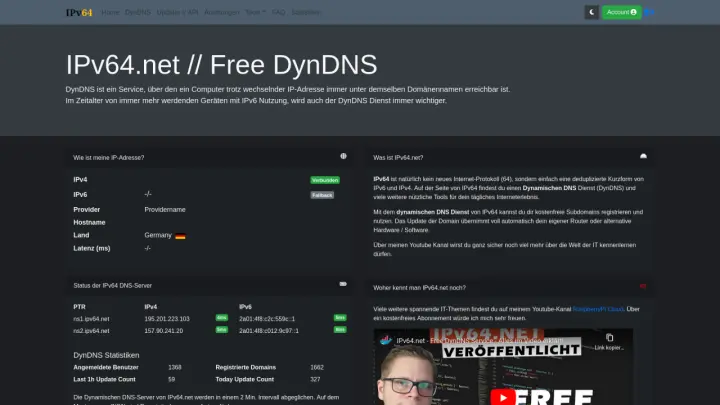 IPv64
Home DynDNS Updater & API
News FAQ Statistiken
Account
IPv64.net // Free DynDNS
DynDNS ist ein Service, über den ein Computer trotz wechselnder IP-Adresse immer unter demselben Domänennamen erreichbar ist.
Im Zeitalter von immer mehr werdenden Geräten mit IPv6 Nutzung, wird auch der DynDNS Dienst immer wichtiger.
Wie ist meine IP-Adresse?
IPv4 Verbunden
IPv6 -/- Fallback
Provider Providername
Hostname
Land Germany
Latenz (ms) -/-
Status der IPv64 DNS-Server
PTR IPv4 IPv6
ns1.ipv64.net 195.201.223.103 2a01:4f8:c2c:559c::1
ns2.ipv64.net 157.90.241.20 2a01:4f8:c012:9c97::1
DynDNS Statistiken
Angemeldete Benutzer 1368 Registrierte Domains 1662
Last 1h Update Count 59 Today Update Count 327
Die Dynamischen DNS-Server von IPv64.net werden in einem 2 Min. Intervall abgeglichen. Auf dem
Was ist IPv64.net?
IPv64 ist natürlich kein neues Internet-Protokoll (64), sondern einfach eine deduplizierte Kurzform von
IPv6 und IPv4. Auf der Seite von IPv64 findest du einen Dynamischen DNS Dienst (DynDNS) und
viele weitere nützliche Tools für dein tägliches Interneterlebnis.
Mit dem dynamischen DNS Dienst von IPv64 kannst du dir kostenfreie Subdomains registrieren und
nutzen. Das Update der Domain übernimmt voll automatisch dein eigener Router oder alternative
Hardware / Software.
Über meinen Youtube Kanal wirst du ganz sicher noch viel mehr über die Welt der IT kennenlernen
dürfen.
Woher kennt man IPv64.net noch?
Viele weitere spannende IT-Themen findest du auf meinem Youtube-Kanal RaspberryPi Cloud. Über
ein kostenfreies Abonnement würde ich mich sehr freuen.
IPv64.net - Free DynDNS
Link kopier...
IPV64.NET
VERÖFFENTLICHT
FREE